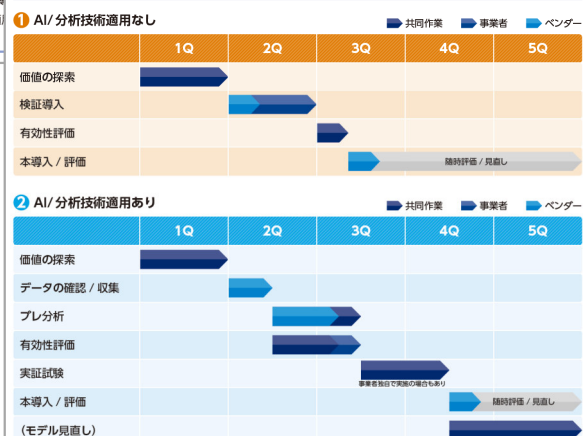 1 AI/分析技術適用なし
共同作業 事業者 ベンダー
1Q 2Q 3Q 4Q 5Q
価値の探索
検証導入
有効性評価
本導入 / 評価
随時評価 / 見直し
2 AI/分析技術適用あり
共同作業 事業者 ベンダー
1Q 2Q 3Q 4Q 5Q
価値の探索
データの確認 / 収集
プレ分析
有効性評価
実証試験
事業者独自で実施の場合もあり
本導入 / 評価
随時評価 / 見直し
(モデル見直し)